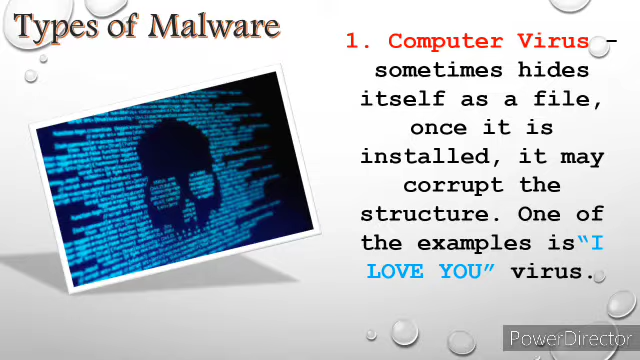 Types of Malware
1. Computer Virus -
sometimes hides
itself as a file,
once it is
installed, it may
corrupt the
structure. One of
the examples is“I
LOVE YOU” virus.
PowerDirector